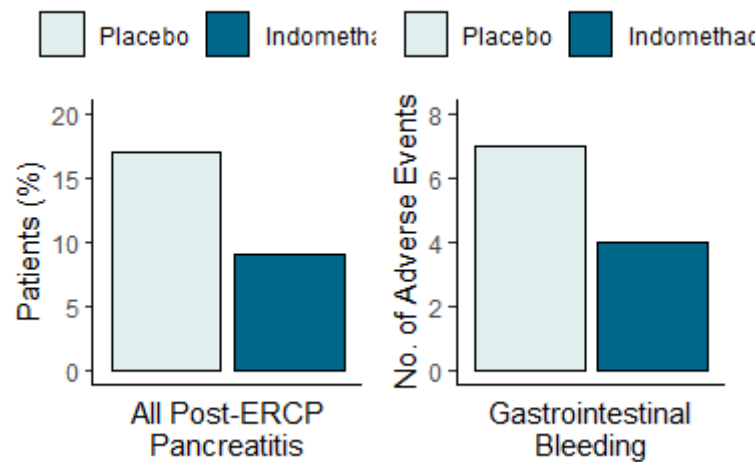 Placebo Indometha
Placebo Indometha
Patients (%)
20
15
10
5
0
All Post-ERCP
Pancreatitis
No. of Adverse Events
8
6
4
2
0
Gastrointestinal
Bleeding